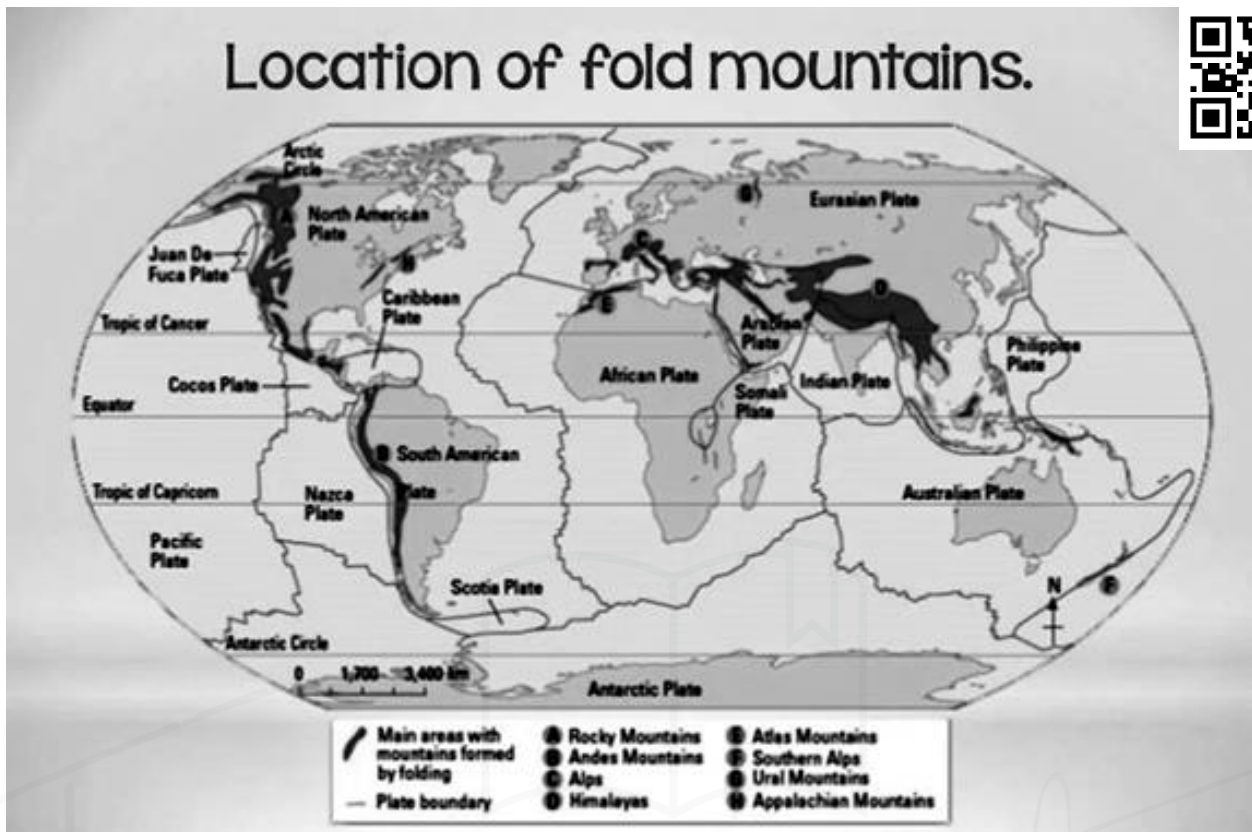 Location of fold mountains.
Arctic
Circle
A
North American
Plate
G
Eurasian Plate
Juan De
Fuca Plate
H
C
Caribbean
Plate
E
D
Tropic of Cancer
Arabian
Plate
Philippine
Plate
Cocos Plate
African Plate
Indian Plate
Somali
Plate
Equator
B
South American
Plate
Tropic of Capricorn
Nazca
Plate
Australian Plate
Pacific
Plate
Scotia Plate
N
F
Antarctic Circle
0 1,700 3,400 km
Antarctic Plate
Main areas with
mountains formed
by folding
Plate boundary
A Rocky Mountains
B Andes Mountains
C Alps
D Himalayas
E Atlas Mountains
F Southern Alps
G Ural Mountains
H Appalachian Mountains